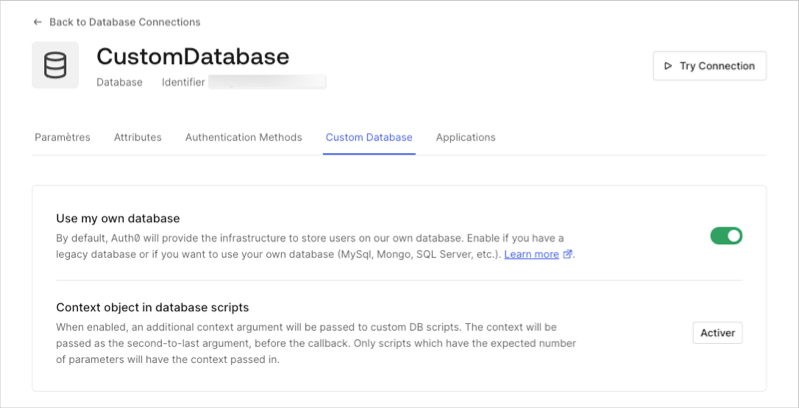 ← Back to Database Connections
CustomDatabase
Database Identifier
Try Connection
Paramètres Attributes Authentication Methods Custom Database Applications
Use my own database
By default, Auth0 will provide the infrastructure to store users on our own database. Enable if you have a
legacy database or if you want to use your own database (MySql, Mongo, SQL Server, etc.). Learn more.
Context object in database scripts
When enabled, an additional context argument will be passed to custom DB scripts. The context will be
passed as the second-to-last argument, before the callback. Only scripts which have the expected number
of parameters will have the context passed in.
Activer